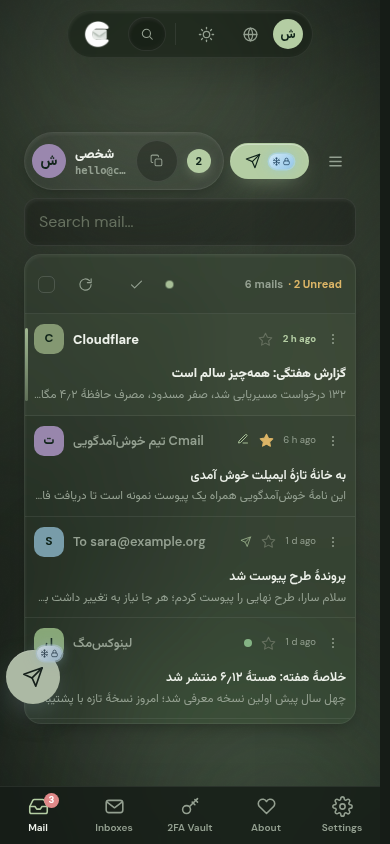 ش
ش
شخصی
hello@c…
2
Search mail…
6 mails · 2 Unread
C
Cloudflare
2 h ago
گزارش هفتگی: همه‌چیز سالم است
۱۳۲ درخواست مسیریابی شد، صفر مسدود، مصرف حافظهٔ ۴٫۲ مگا…
C
تیم خوش‌آمدگویی Cmail
6 h ago
به خانهٔ تازهٔ ایمیلت خوش آمدی
این نامهٔ خوش‌آمدگویی همراه یک پیوست نمونه است تا دریافت فا…
S
To sara@example.org
1 d ago
پروندهٔ طرح پیوست شد
سلام سارا، طرح نهایی را پیوست کردم؛ هر جا نیاز به تغییر داشت ب…
لینوکس‌مگ
1 d ago
خلاصهٔ هفته: هستهٔ ۶٫۱۲ منتشر شد
چهل سال پیش اولین نسخه معرفی شد؛ امروز نسخهٔ تازه با
3
Mail
Inboxes
2FA Vault
About
Settings